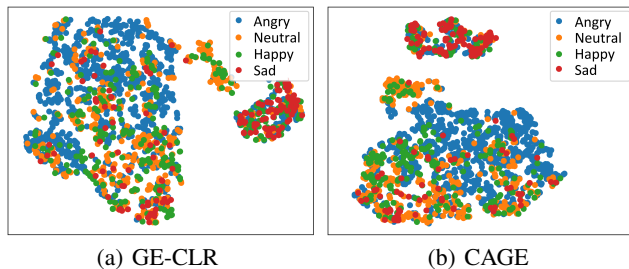 Angry
Neutral
Happy
Sad
Angry
Neutral
Happy
Sad
(a) GE-CLR
(b) CAGE